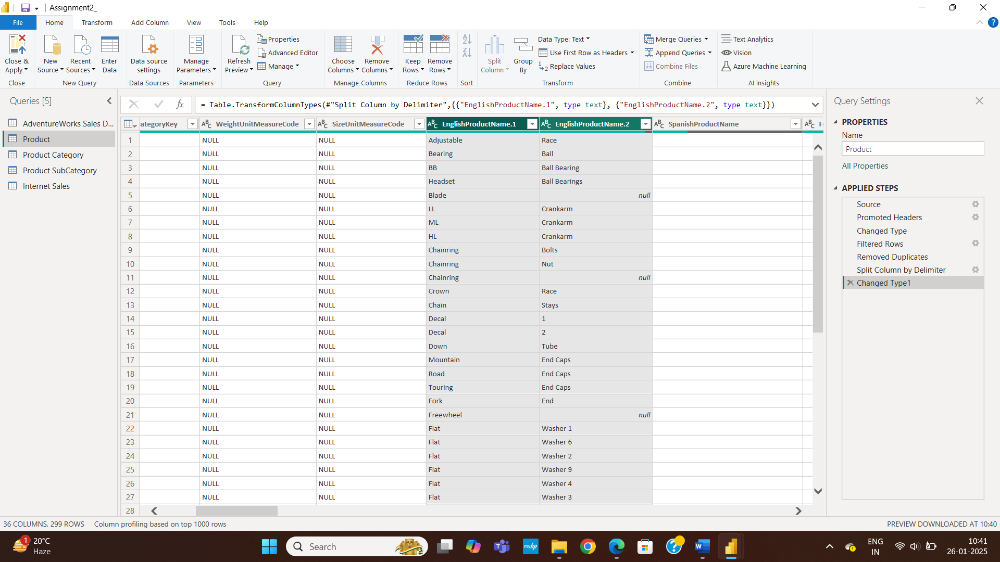 Assignment2_
File Home Transform Add Column View Tools Help
Close & Apply
Close
New Source
Recent Sources
Enter Data
New Query
Data source settings
Data Sources
Manage Parameters
Parameters
Refresh Preview
Properties
Advanced Editor
Manage
Query
Choose Columns
Remove Columns
Manage Columns
Keep Rows
Remove Rows
Reduce Rows
Sort
Split Column
Group By
Data Type: Text
Use First Row as Headers
Replace Values
Transform
Merge Queries
Append Queries
Combine Files
Combine
Text Analytics
Vision
Azure Machine Learning
AI Insights
Queries [5]
AdventureWorks Sales D...
Product
Product Category
Product SubCategory
Internet Sales
fx = Table.TransformColumnTypes(#"Split Column by Delimiter",{{"EnglishProductName.1", type text}, {"EnglishProductName.2", type text}})
ategoryKey ABC WeightUnitMeasureCode ABC SizeUnitMeasureCode ABC EnglishProductName.1 ABC EnglishProductName.2 ABC SpanishProductName ABC F
1 NULL NULL Adjustable Race
2 NULL NULL Bearing Ball
3 NULL NULL BB Ball Bearing
4 NULL NULL Headset Ball Bearings
5 NULL NULL Blade null
6 NULL NULL LL Crankarm
7 NULL NULL ML Crankarm
8 NULL NULL HL Crankarm
9 NULL NULL Chainring Bolts
10 NULL NULL Chainring Nut
11 NULL NULL Chainring null
12 NULL NULL Crown Race
13 NULL NULL Chain Stays
14 NULL NULL Decal 1
15 NULL NULL Decal 2
16 NULL NULL Down Tube
17 NULL NULL Mountain End Caps
18 NULL NULL Road End Caps
19 NULL NULL Touring End Caps
20 NULL NULL Fork End
21 NULL NULL Freewheel null
22 NULL NULL Flat Washer 1
23 NULL NULL Flat Washer 6
24 NULL NULL Flat Washer 2
25 NULL NULL Flat Washer 9
26 NULL NULL Flat Washer 4
27 NULL NULL Flat Washer 3
28
Query Settings
PROPERTIES
Name
Product
All Properties
APPLIED STEPS
Source
Promoted Headers
Changed Type
Filtered Rows
Removed Duplicates
Split Column by Delimiter
Changed Type1
36 COLUMNS, 299 ROWS Column profiling based on top 1000 rows PREVIEW DOWNLOADED AT 10:40
1
20°C
Haze
Search
myhp
ENG
IN
10:41
26-01-2025